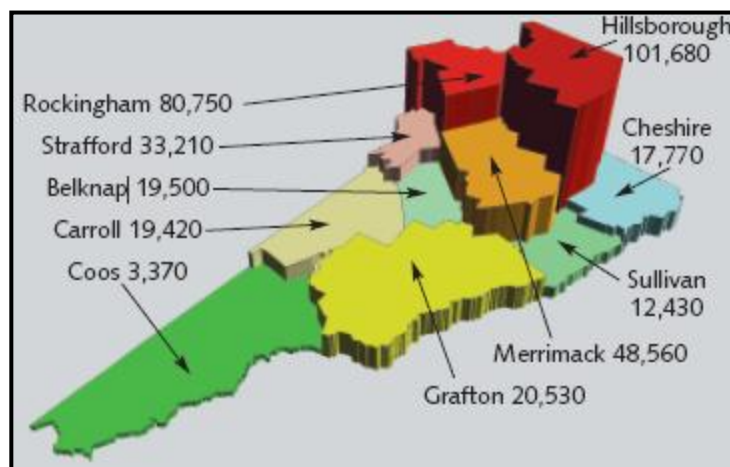 Hillsborough
101,680
Rockingham 80,750
Strafford 33,210
Cheshire
17,770
Belknap 19,500
Carroll 19,420
Coos 3,370
Sullivan
12,430
Merrimack 48,560
Grafton 20,530